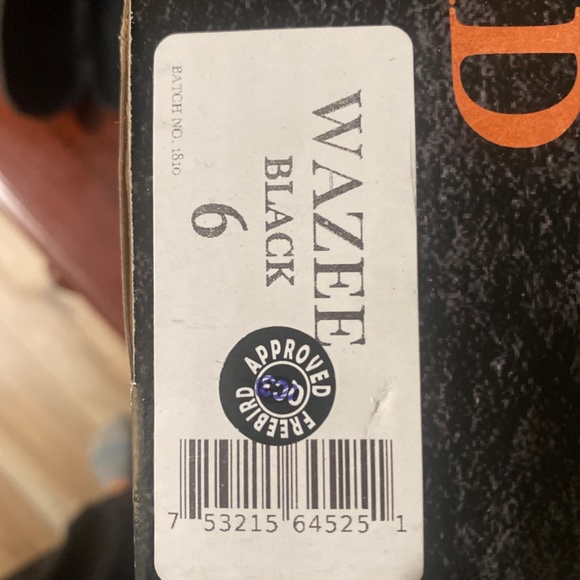 D
WAZEE
BLACK
6
BATCH NO. 1810
APPROVED
FREEBIRD
7 53215 64525 1